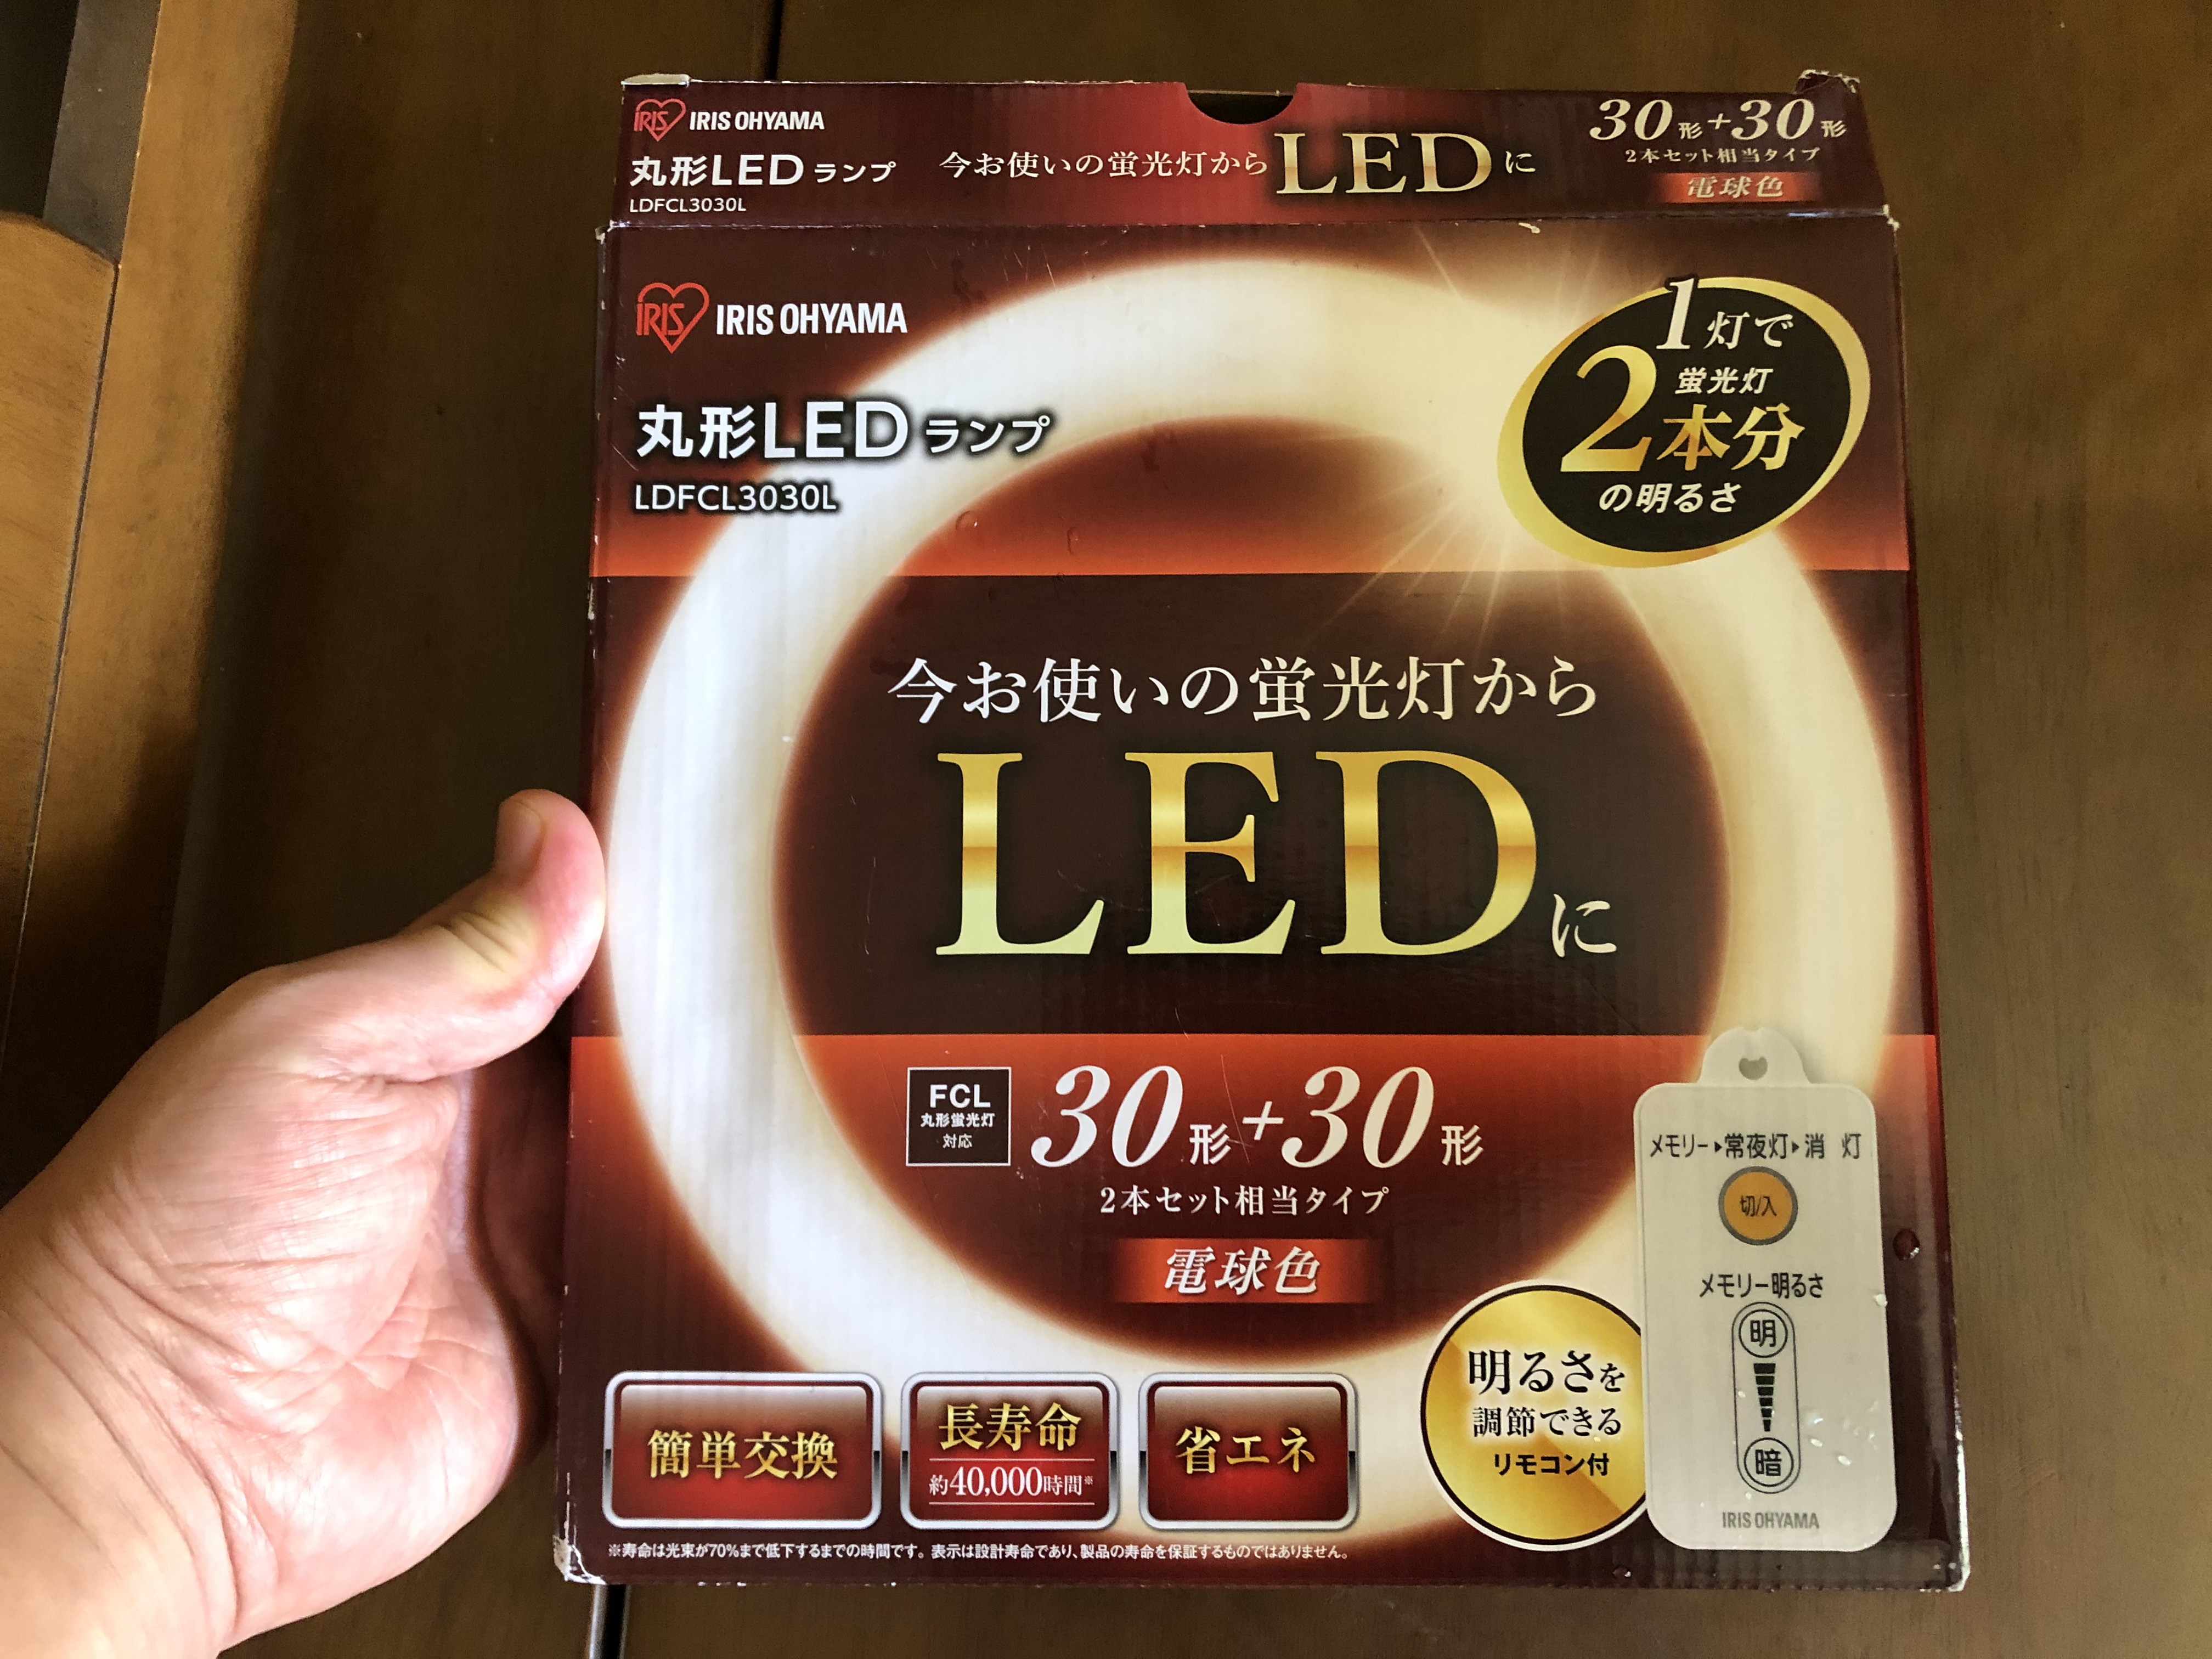 IRIS IRIS OHYAMA
丸形LEDランプ
LDFCL3030L
今お使いの蛍光灯からLEDに
30形+30形
2本セット相当タイプ
電球色
IRIS IRIS OHYAMA
丸形LEDランプ
LDFCL3030L
1灯で
蛍光灯
2本分
の明るさ
今お使いの蛍光灯から
LEDに
FCL
丸形蛍光灯
対応
30形+30形
2本セット相当タイプ
電球色
簡単交換
長寿命
約40,000時間※
省エネ
明るさを
調節できる
リモコン付
メモリー▶常夜灯▶消 灯
切/入
メモリー明るさ
明
暗
IRIS OHYAMA
※寿命は光束が70%まで低下するまでの時間です。表示は設計寿命であり、製品の寿命を保証するものではありません。